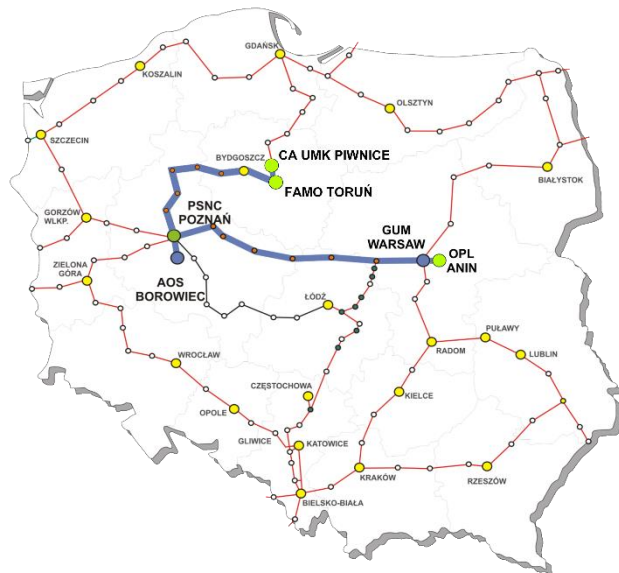 GDAŃSK
KOSZALIN
OLSZTYN
SZCZECIN
CA UMK PIWNICE
BYDGOSZCZ
FAMO TORUŃ
BIAŁYSTOK
PSNC
POZNAŃ
GORZÓW
WLKP.
GUM
WARSAW
OPL
ANIN
ZIELONA
GÓRA
AOS
BOROWIEC
ŁÓDŹ
PUŁAWY
RADOM
LUBLIN
WROCŁAW
CZĘSTOCHOWA
KIELCE
OPOLE
GLIWICE
KATOWICE
KRAKÓW
RZESZÓW
BIELSKO-BIAŁA